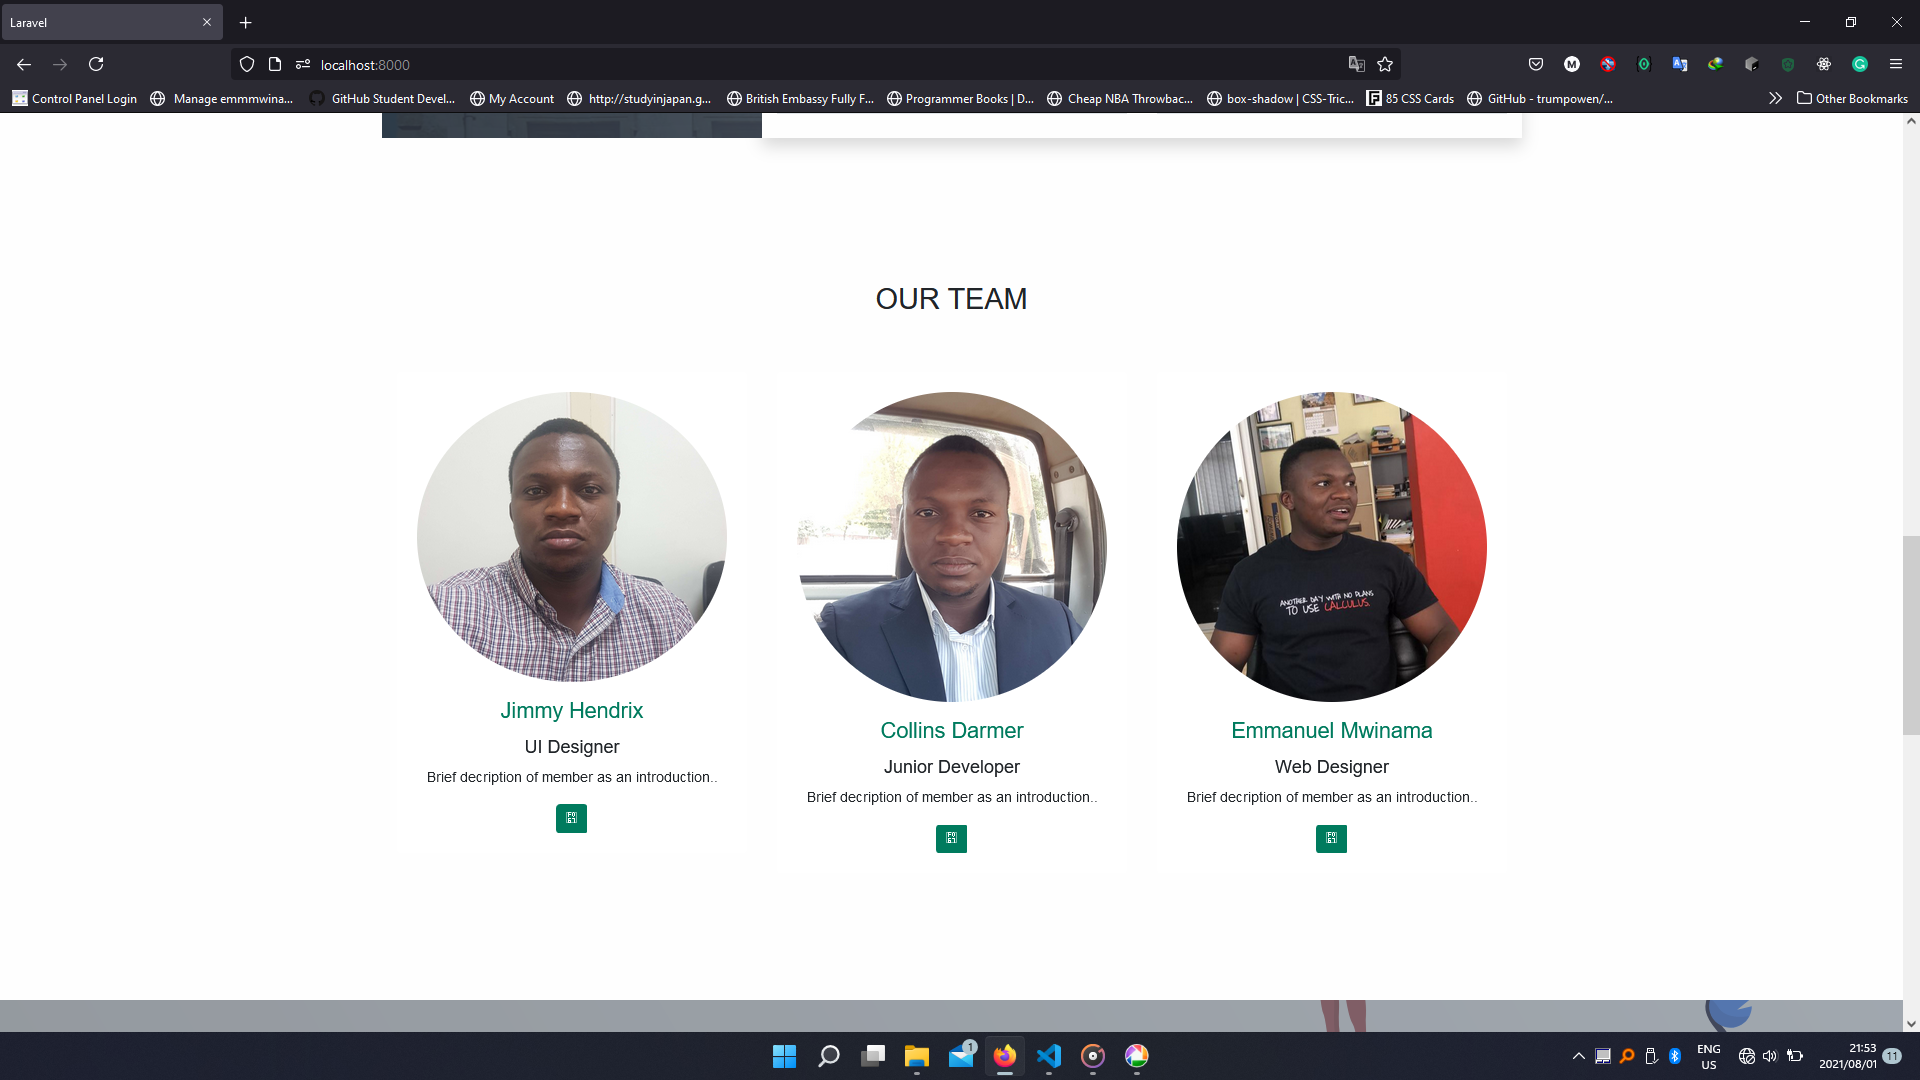 Laravel
localhost:8000
Control Panel Login
Manage emmmwina...
GitHub Student Devel...
My Account
http://studyinjapan.g...
British Embassy Fully F...
Programmer Books | D...
Cheap NBA Throwbac...
box-shadow | CSS-Tric...
85 CSS Cards
GitHub - trumpowen/...
Other Bookmarks
OUR TEAM
ANOTHER DAY WITH NO PLANS
TO USE CALCULUS.
Jimmy Hendrix
UI Designer
Brief decription of member as an introduction..
Collins Darmer
Junior Developer
Brief decription of member as an introduction..
Emmanuel Mwinama
Web Designer
Brief decription of member as an introduction..
1
ENG
US
21:53
2021/08/01
11